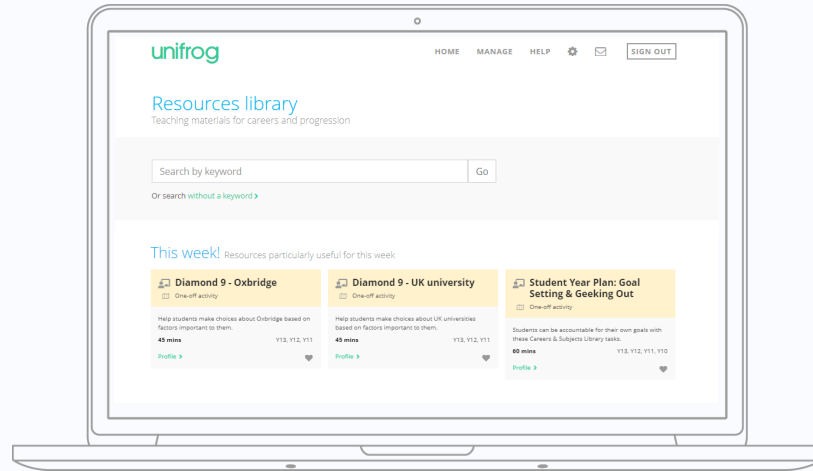 unifrog
HOME MANAGE HELP SIGN OUT
Resources library
Teaching materials for careers and progression
Search by keyword Go
Or search without a keyword >
This week! Resources particularly useful for this week
Diamond 9 - Oxbridge
One-off activity
Help students make choices about Oxbridge based on
factors important to them.
45 mins Y13, Y12, Y11
Profile >
Diamond 9 - UK university
One-off activity
Help students make choices about UK universities
based on factors important to them.
45 mins Y13, Y12, Y11
Profile >
Student Year Plan: Goal
Setting & Geeking Out
One-off activity
Students can be accountable for their own goals with
these Careers & Subjects Library tasks.
60 mins Y13, Y12, Y11, Y10
Profile >